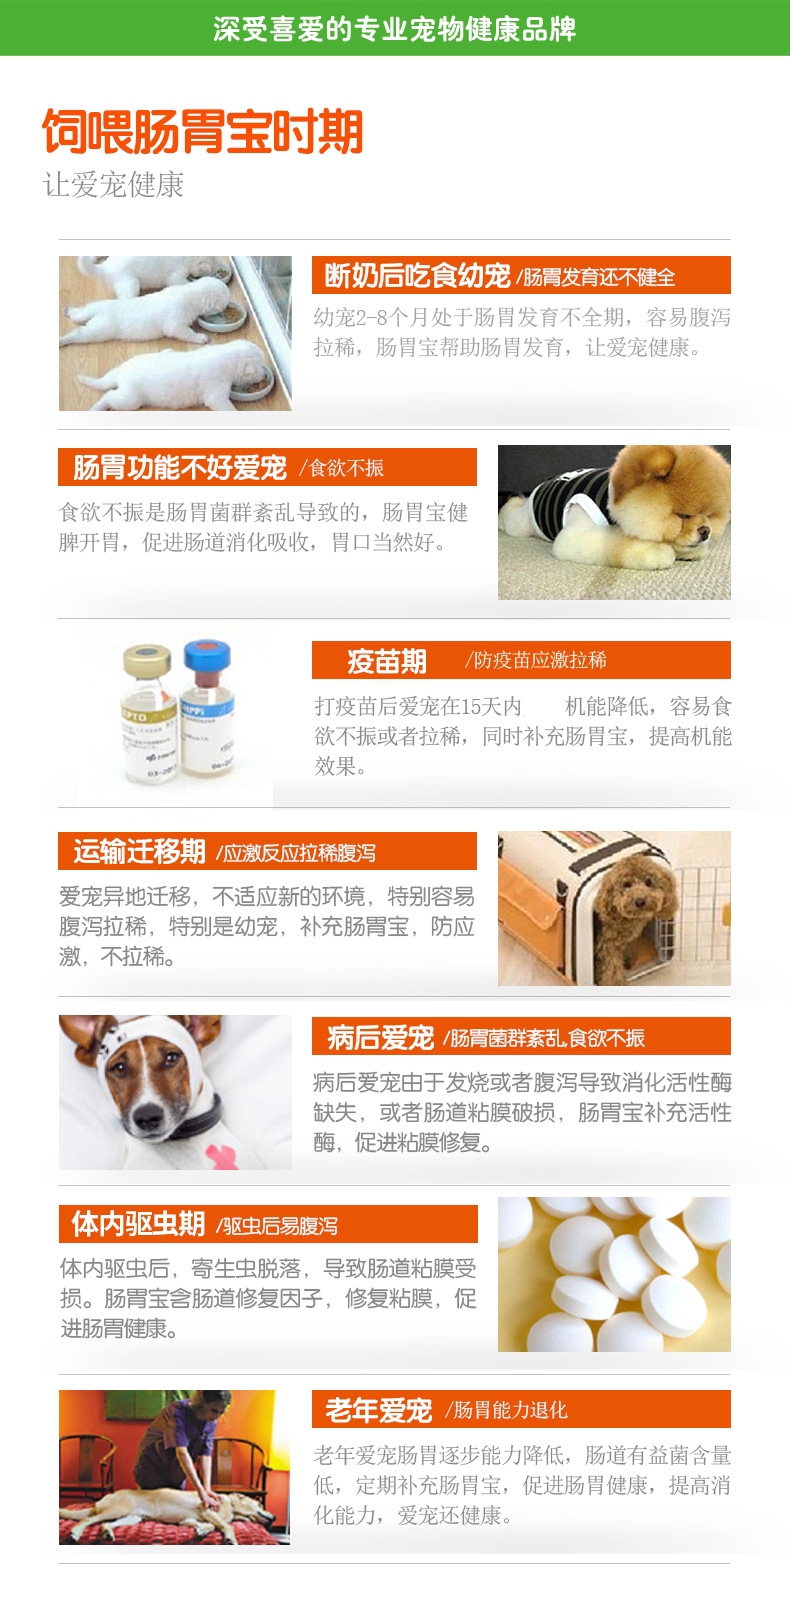 深受喜爱的专业宠物健康品牌
饲喂肠胃宝时期
让爱宠健康
断奶后吃食幼宠 /肠胃发育还不健全
幼宠2-8个月处于肠胃发育不全期，容易腹泻
拉稀，肠胃宝帮助肠胃发育，让爱宠健康。
肠胃功能不好爱宠 /食欲不振
食欲不振是肠胃菌群紊乱导致的，肠胃宝健
脾开胃，促进肠道消化吸收，胃口当然好。
疫苗期 /防疫苗应激拉稀
打疫苗后爱宠在15天内 机能降低，容易食
欲不振或者拉稀，同时补充肠胃宝，提高机能
效果。
运输迁移期 /应激反应拉稀腹泻
爱宠异地迁移，不适应新的环境，特别容易
腹泻拉稀，特别是幼宠，补充肠胃宝，防应
激，不拉稀。
病后爱宠 /肠胃菌群紊乱,食欲不振
病后爱宠由于发烧或者腹泻导致消化活性酶
缺失，或者肠道粘膜破损，肠胃宝补充活性
酶，促进粘膜修复。
体内驱虫期 /驱虫后易腹泻
体内驱虫后，寄生虫脱落，导致肠道粘膜受
损。肠胃宝含肠道修复因子，修复粘膜，促
进肠胃健康。
老年爱宠 /肠胃能力退化
老年爱宠肠胃逐步能力降低，肠道有益菌含量
低，定期补充肠胃宝，促进肠胃健康，提高消
化能力，爱宠还健康。